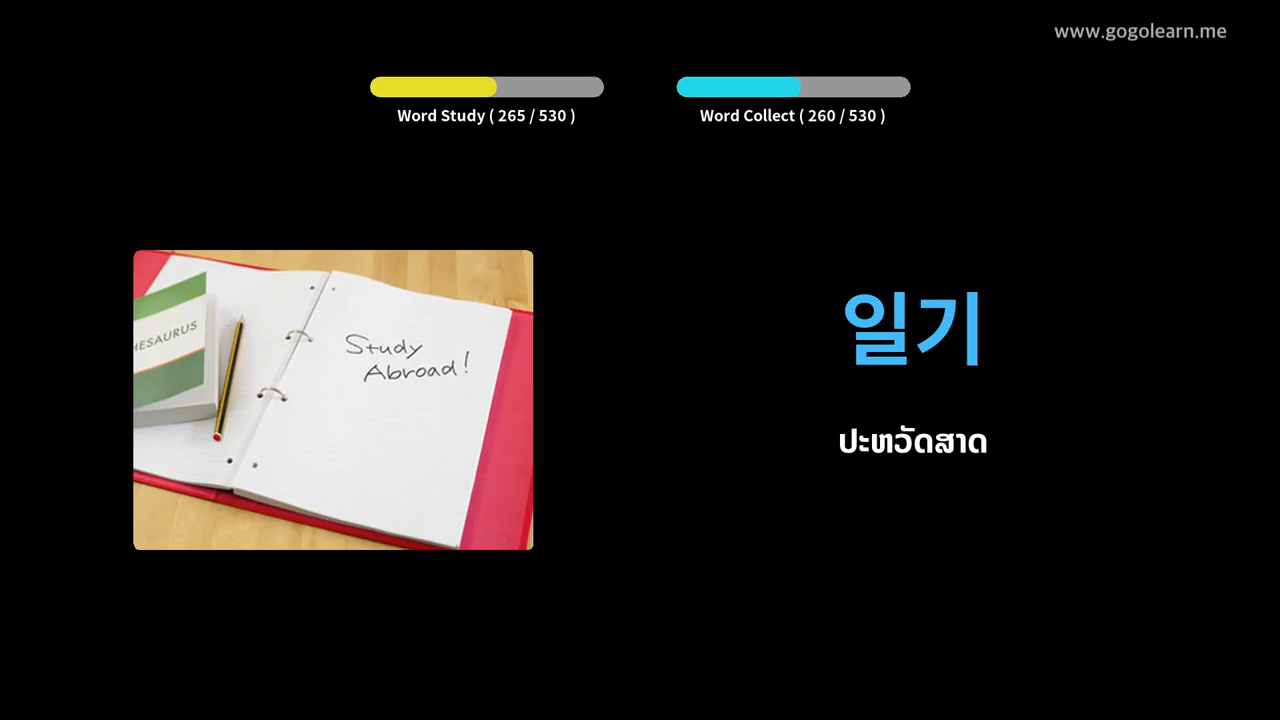 www.gogolearn.me
Word Study ( 265 / 530 )
Word Collect ( 260 / 530 )
HESAURUS
Study
Abroad!
일기
ປະຫວັດສາດ